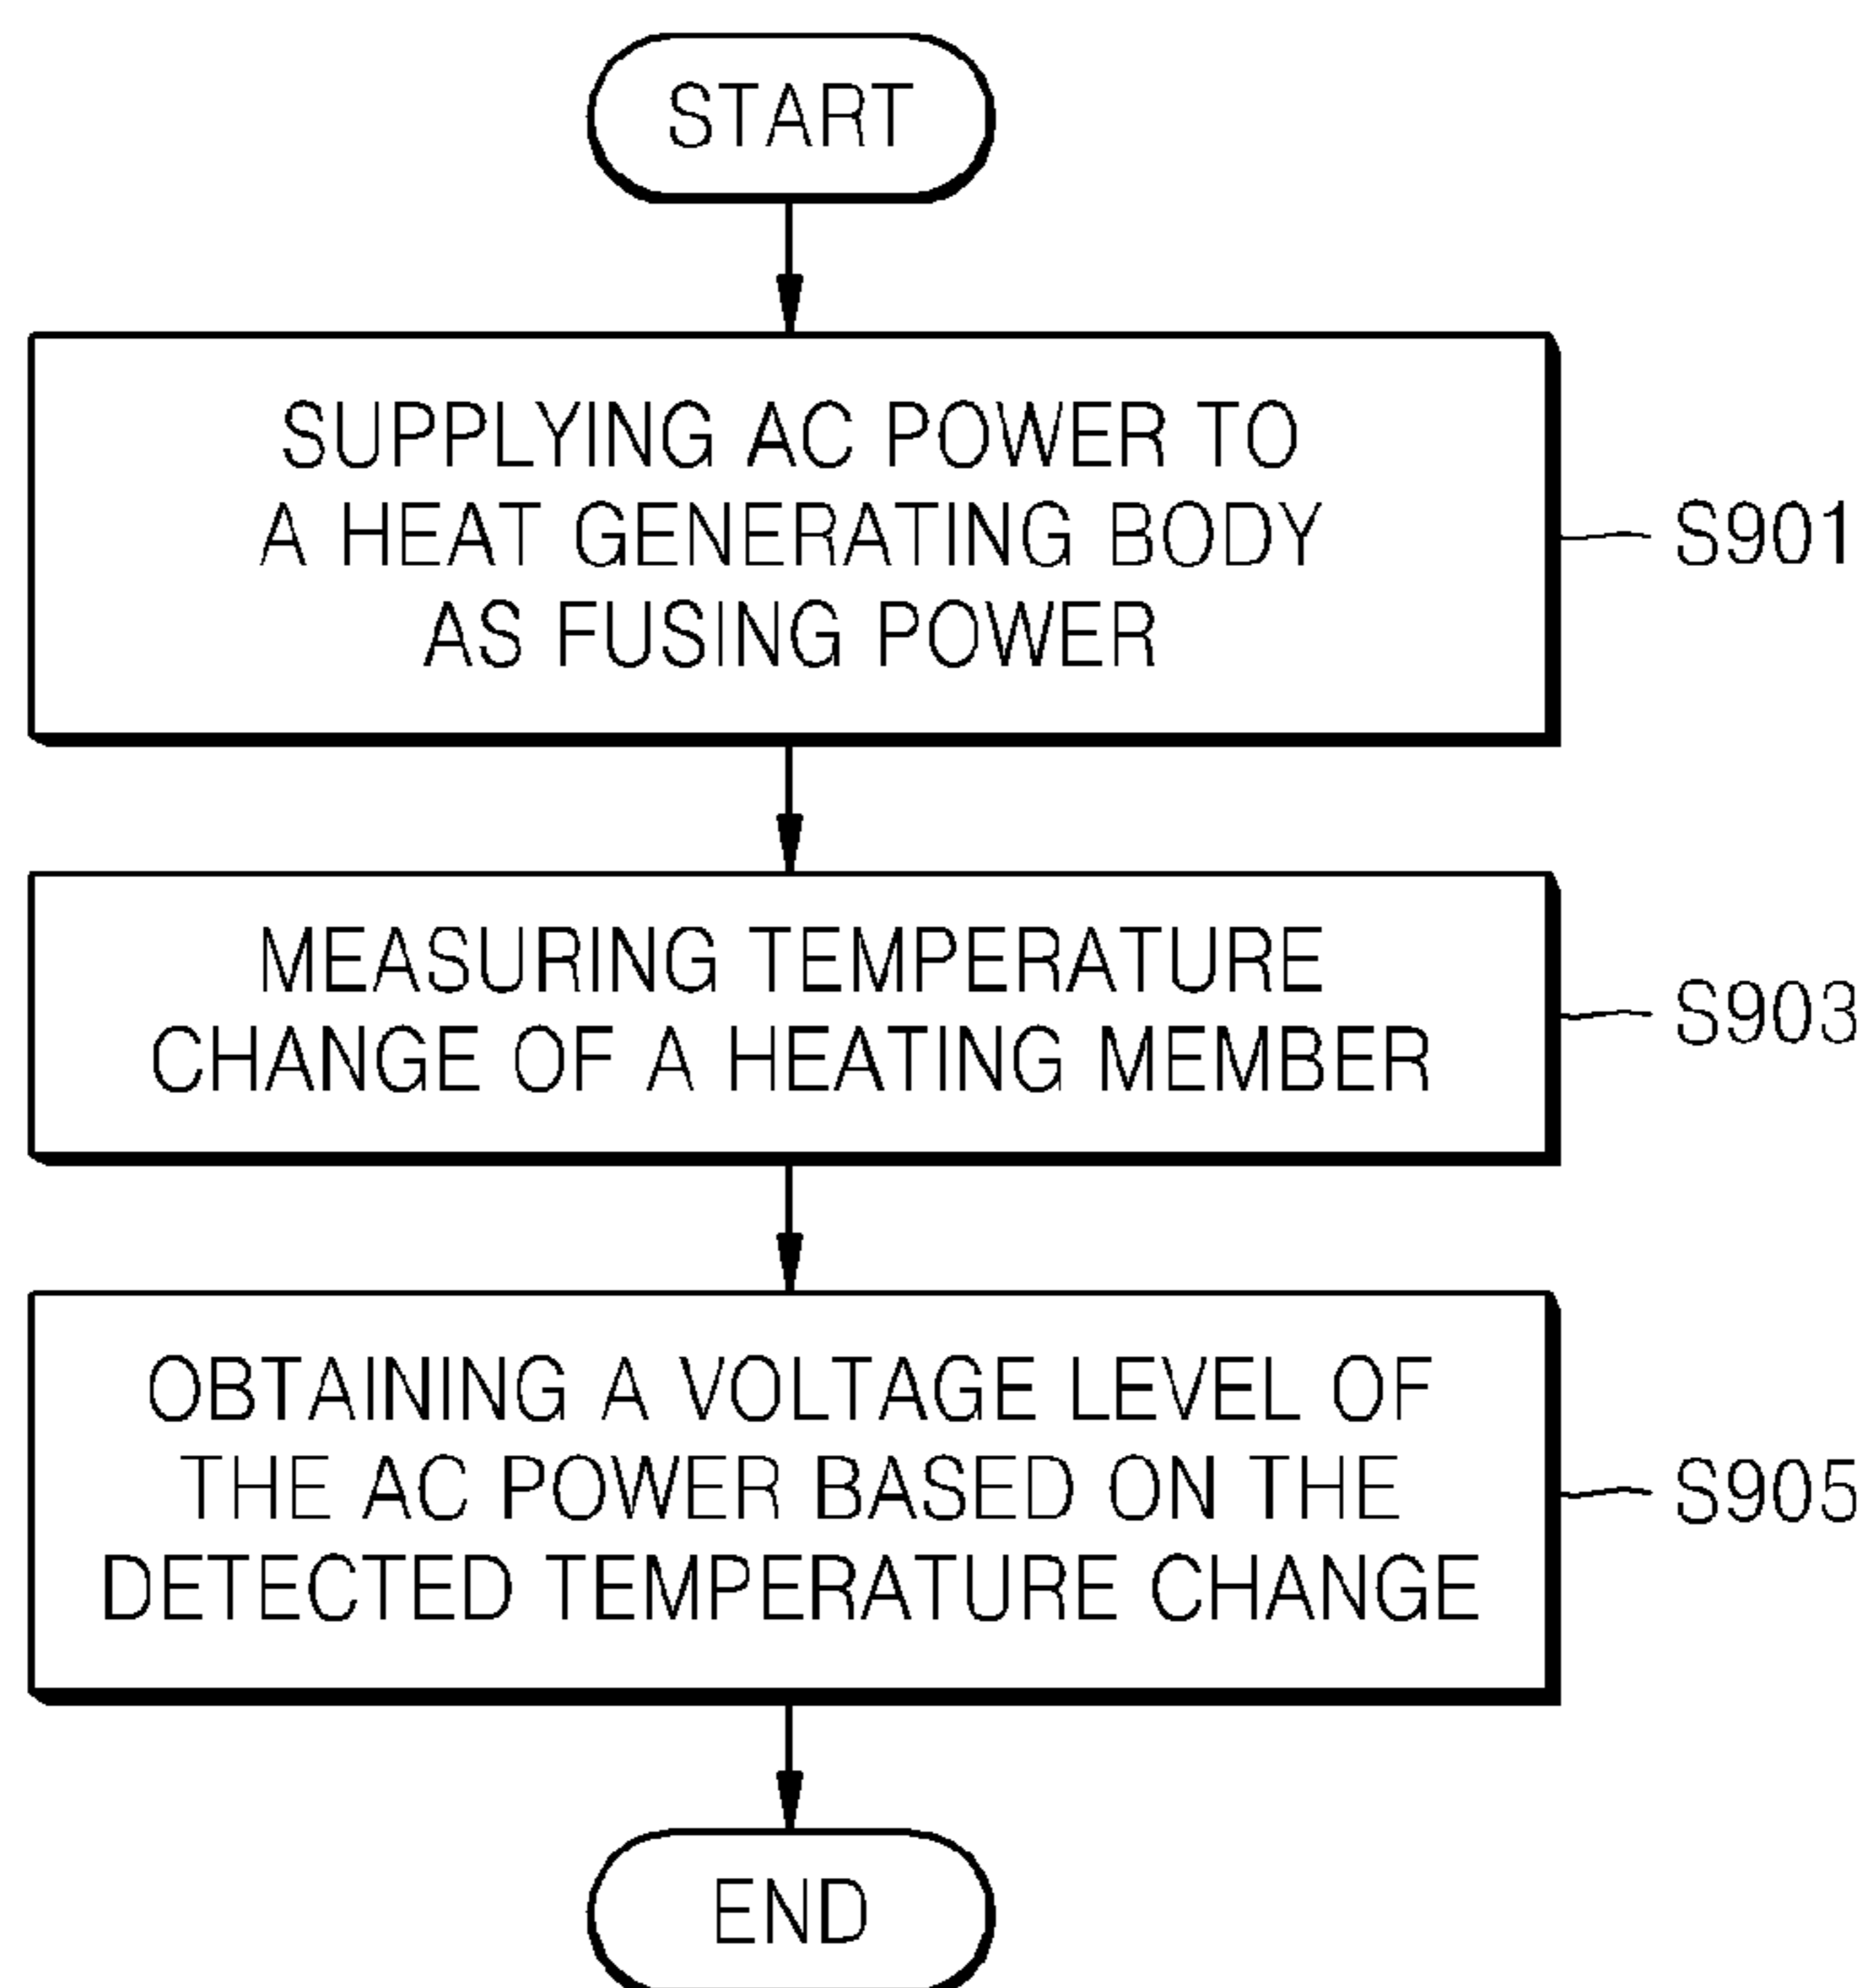 START
SUPPLYING AC POWER TO
A HEAT GENERATING BODY
AS FUSING POWER
S901
MEASURING TEMPERATURE
CHANGE OF A HEATING MEMBER
S903
OBTAINING A VOLTAGE LEVEL OF
THE AC POWER BASED ON THE
DETECTED TEMPERATURE CHANGE
S905
END